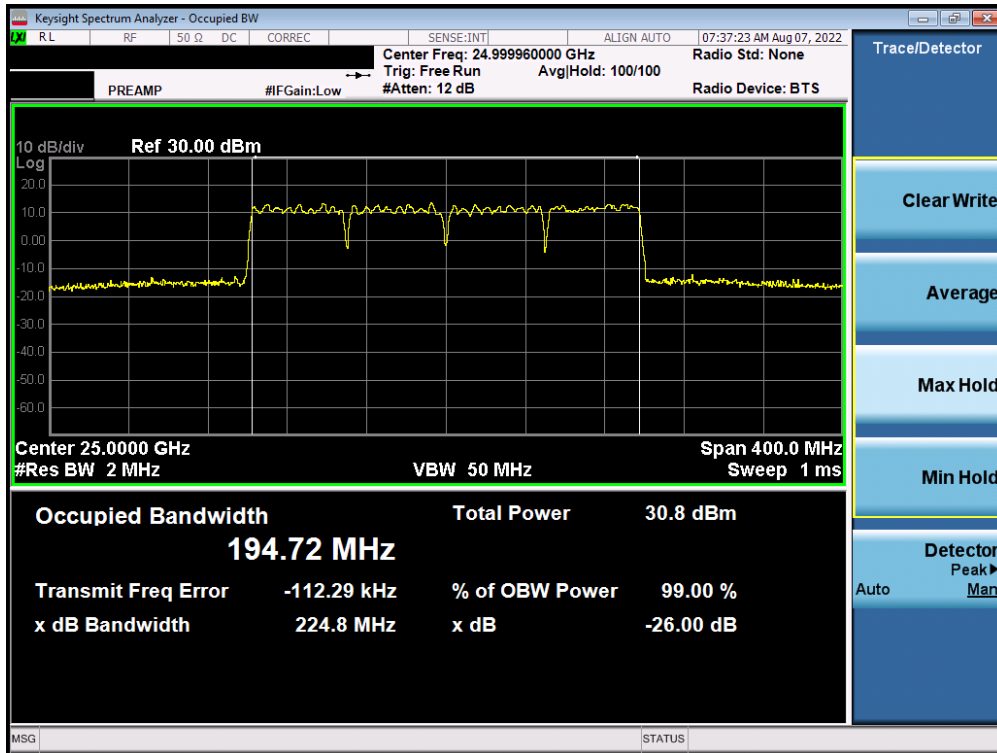 Keysight Spectrum Analyzer - Occupied BW
LXI RL RF 50 Ω DC CORREC SENSE:INT ALIGN AUTO 07:37:23 AM Aug 07, 2022
Center Freq: 24.999960000 GHz Radio Std: None
Trig: Free Run Avg|Hold: 100/100
PREAMP #IFGain:Low #Atten: 12 dB Radio Device: BTS
Trace/Detector
10 dB/div Ref 30.00 dBm
Log
20.0
10.0
0.00
-10.0
-20.0
-30.0
-40.0
-50.0
-60.0
Center 25.0000 GHz Span 400.0 MHz
#Res BW 2 MHz VBW 50 MHz Sweep 1 ms
Occupied Bandwidth Total Power 30.8 dBm
194.72 MHz
Transmit Freq Error -112.29 kHz % of OBW Power 99.00 %
x dB Bandwidth 224.8 MHz x dB -26.00 dB
Clear Write
Average
Max Hold
Min Hold
Detector
Peak▶
Auto Man
MSG STATUS